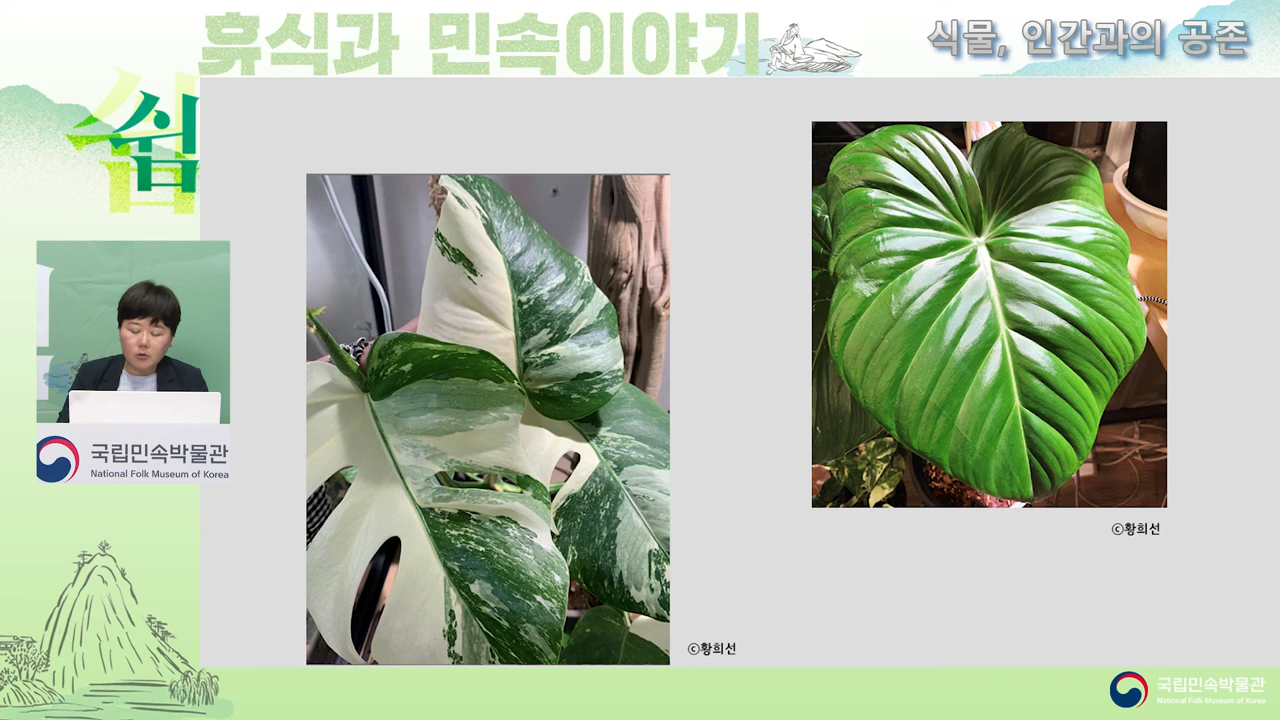 휴식과 민속이야기
식물, 인간과의 공존
쉼
국립민속박물관
National Folk Museum of Korea
ⓒ황희선
ⓒ황희선
국립민속박물관
National Folk Museum of Korea